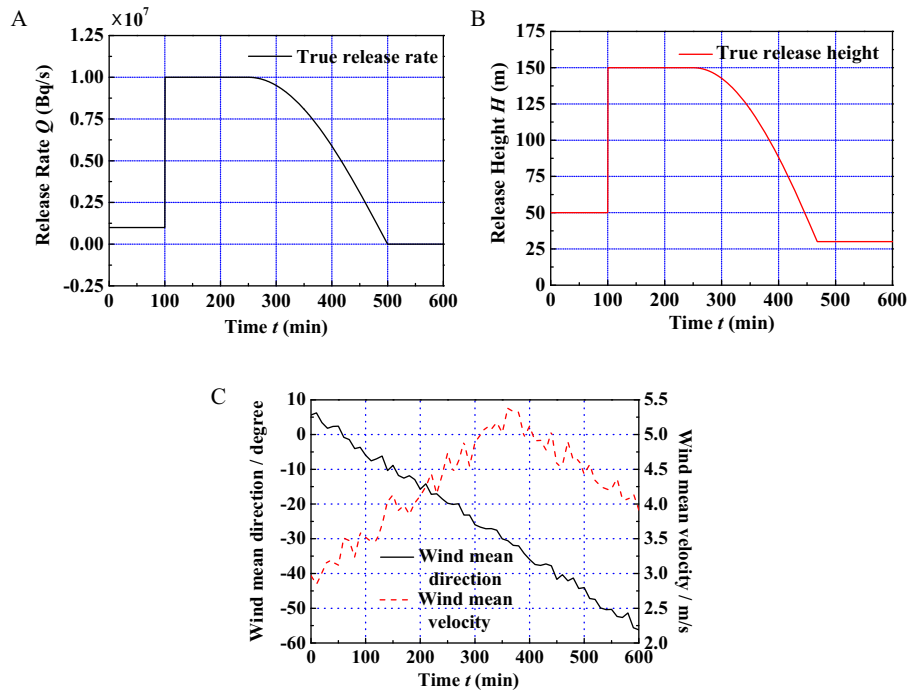 A
×10⁷
1.00
0.75
0.50
0.25
0.00
-0.25
0 100 200 300 400 500 600
Release Rate Q (Bq/s)
Time t (min)
True release rate
B
175
150
125
100
75
50
25
0
0 100 200 300 400 500 600
Release Height H (m)
Time t (min)
True release height
C
10
0
-10
-20
-30
-40
-50
-60
0 100 200 300 400 500 600
5.5
5.0
4.5
4.0
3.5
3.0
2.5
2.0
Wind mean direction / degree
Wind mean velocity / m/s
Time t (min)
Wind mean
direction
Wind mean
velocity